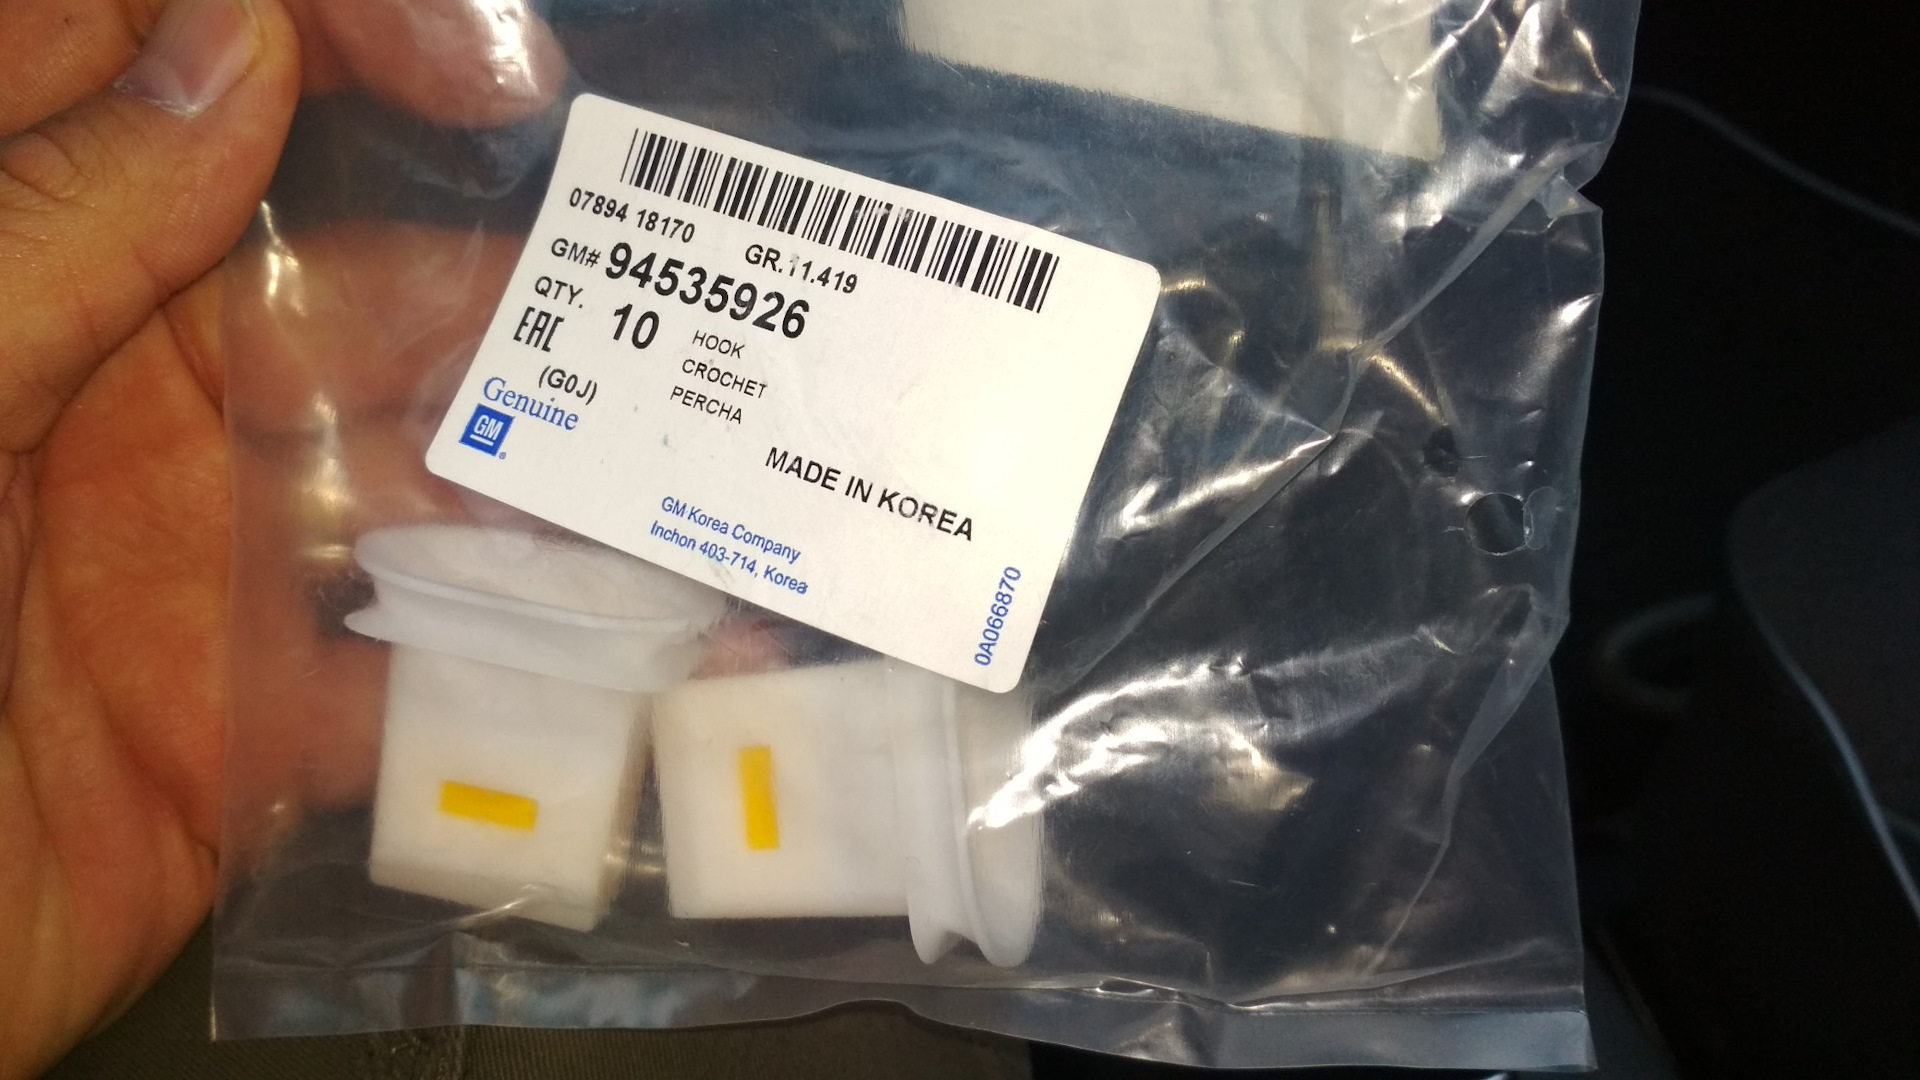 07894 18170
GR.11.419
GM# 94535926
QTY. 10
HOOK
EAC
CROCHET
(G0J)
PERCHA
Genuine
GM
MADE IN KOREA
GM Korea Company
Inchon 403-714, Korea
0A066870